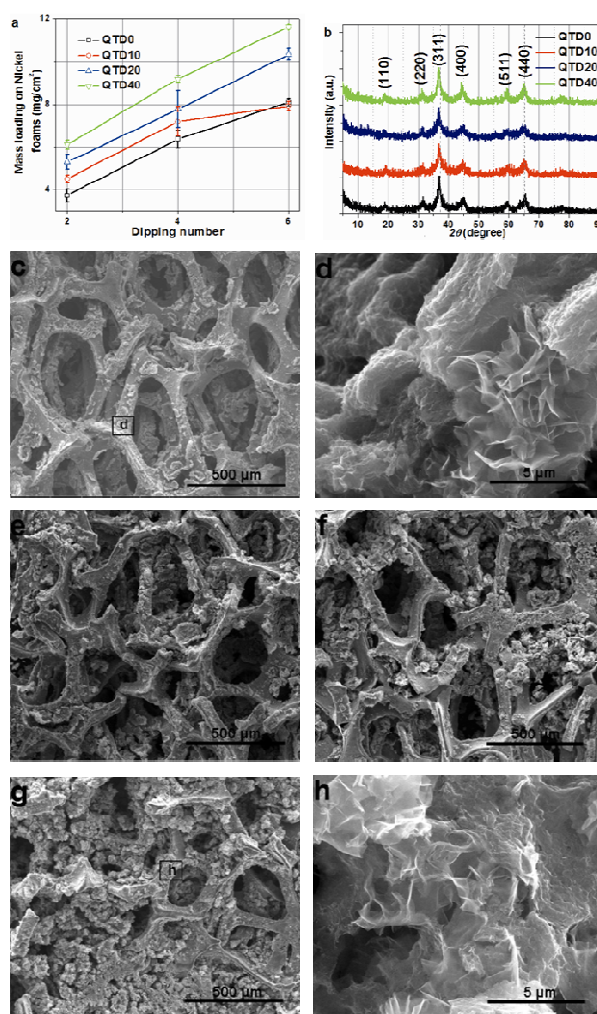 a
QTD0
QTD10
QTD20
QTD40
Mass loading on Nickel
foams (mg/cm²)
12
8
4
2
4
6
Dipping number
b
QTD0
QTD10
QTD20
QTD40
Intensity (a.u.)
(110)
(220)
(311)
(400)
(511)
(440)
10 20 30 40 50 60 70 80 9
2θ(degree)
c
d
500 μm
d
5 μm
e
500 μm
f
500 μm
g
h
500 μm
h
5 μm